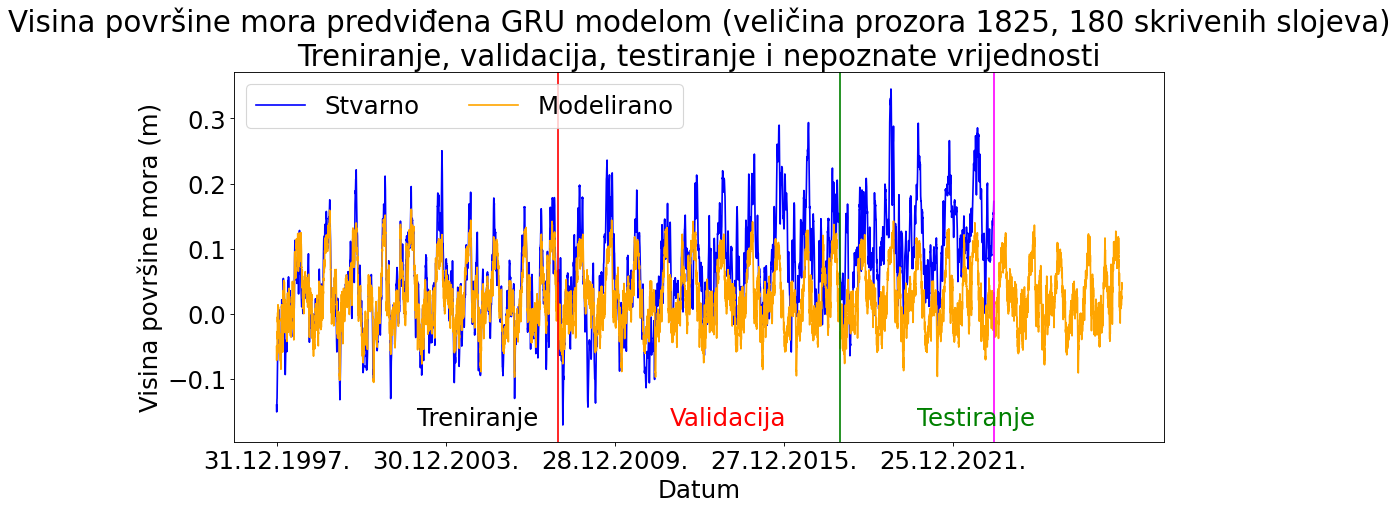 Visina površine mora predviđena GRU modelom (veličina prozora 1825, 180 skrivenih slojeva)
Treniranje, validacija, testiranje i nepoznate vrijednosti
Stvarno
Modelirano
Visina površine mora (m)
0.3
0.2
0.1
0.0
−0.1
Treniranje
Validacija
Testiranje
31.12.1997.
30.12.2003.
28.12.2009.
27.12.2015.
25.12.2021.
Datum